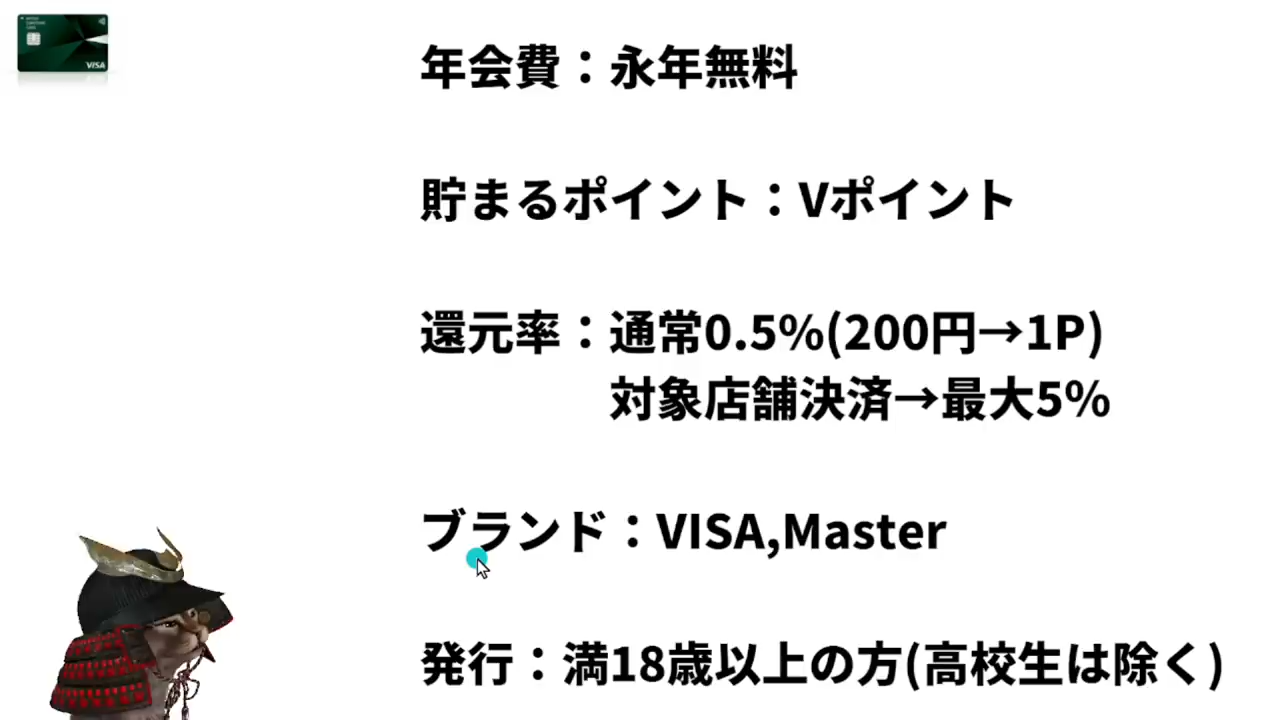 年会費：永年無料
貯まるポイント：Vポイント
還元率：通常0.5%(200円→1P)
対象店舗決済→最大5%
ブランド：VISA,Master
発行：満18歳以上の方(高校生は除く)
VISA